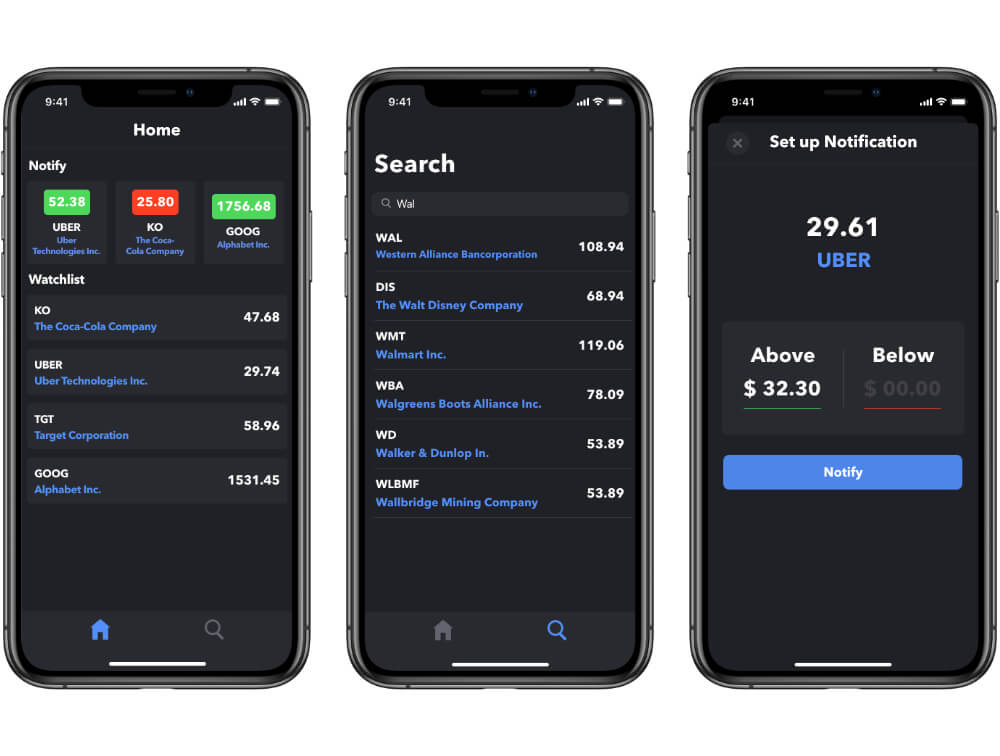 9:41
Home
Notify
52.38
UBER
Uber
Technologies Inc.
25.80
KO
The Coca-
Cola Company
1756.68
GOOG
Alphabet Inc.
Watchlist
KO
The Coca-Cola Company
47.68
UBER
Uber Technologies Inc.
29.74
TGT
Target Corporation
58.96
GOOG
Alphabet Inc.
1531.45
9:41
Search
Wal
WAL
Western Alliance Bancorporation
108.94
DIS
The Walt Disney Company
68.94
WMT
Walmart Inc.
119.06
WBA
Walgreens Boots Alliance Inc.
78.09
WD
Walker & Dunlop In.
53.89
WLBMF
Wallbridge Mining Company
53.89
9:41
Set up Notification
29.61
UBER
Above
$ 32.30
Below
$ 00.00
Notify